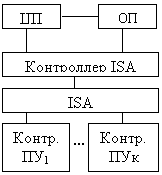 ЦП ОП
Контроллер ISA
ISA
Контр. ... Контр.
ПУ1 ПУК